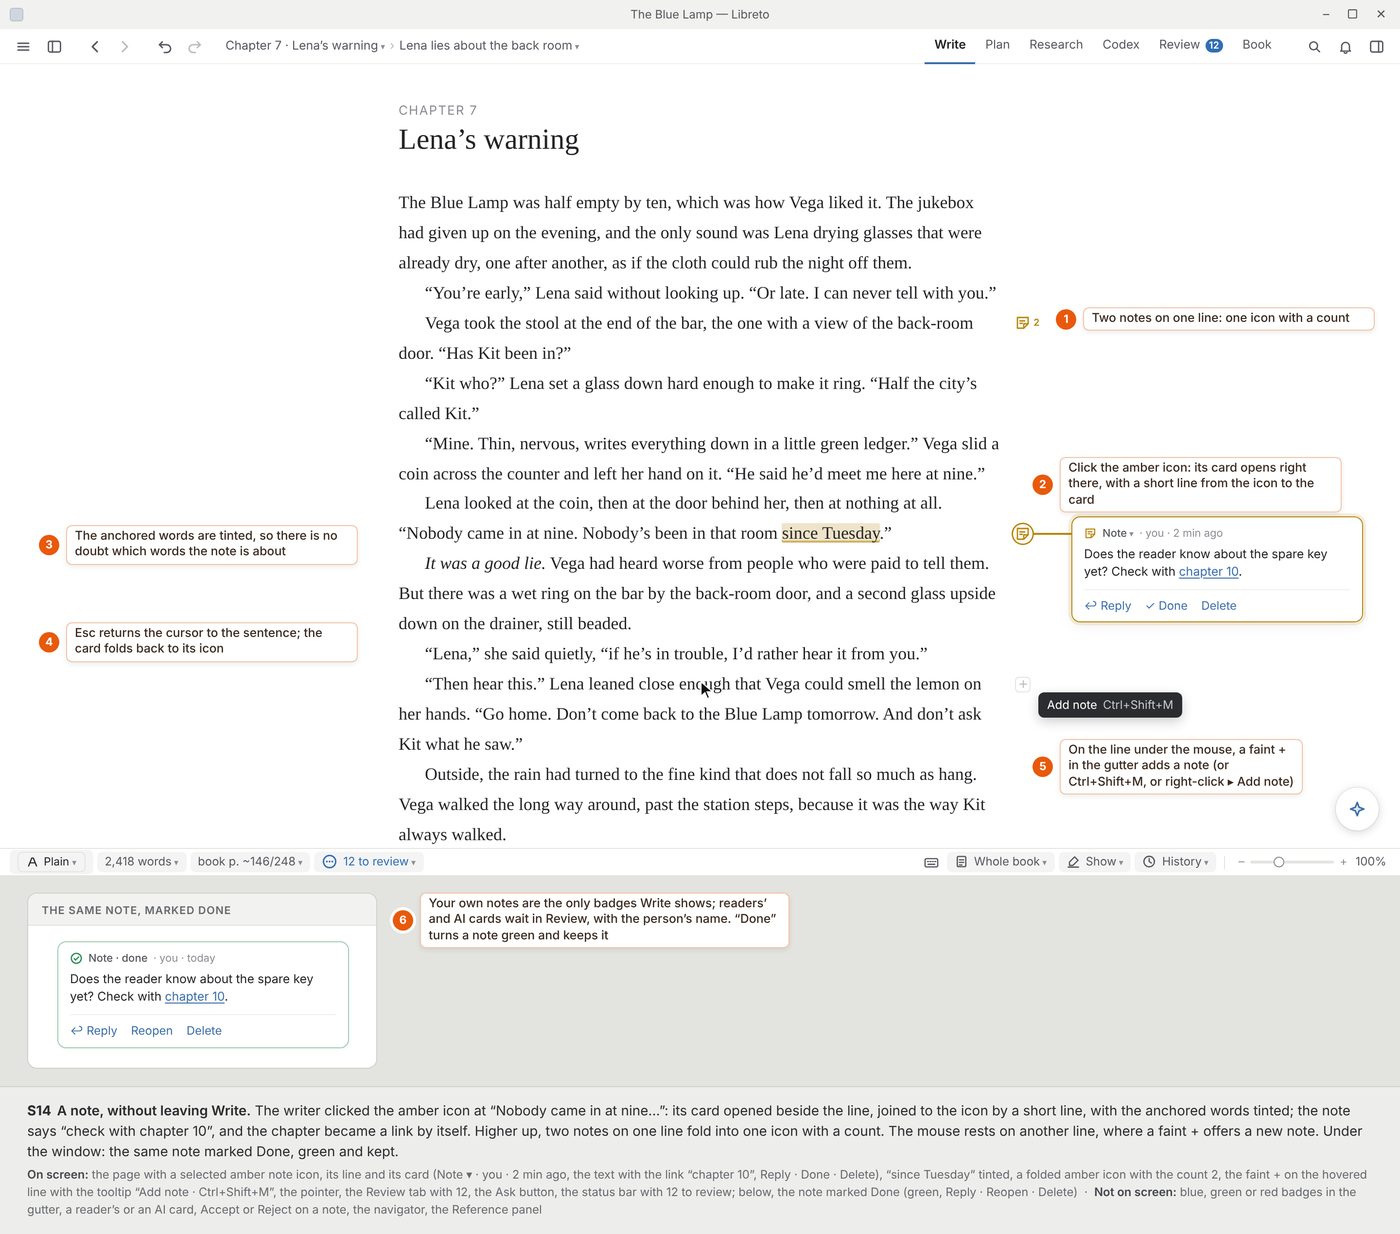 The Blue Lamp — Libreto
Chapter 7 · Lena’s warning ▾ › Lena lies about the back room ▾
Write Plan Research Codex Review 12 Book
CHAPTER 7
Lena’s warning
The Blue Lamp was half empty by ten, which was how Vega liked it. The jukebox
had given up on the evening, and the only sound was Lena drying glasses that were
already dry, one after another, as if the cloth could rub the night off them.
“You’re early,” Lena said without looking up. “Or late. I can never tell with you.”
Vega took the stool at the end of the bar, the one with a view of the back-room
door. “Has Kit been in?”
“Kit who?” Lena set a glass down hard enough to make it ring. “Half the city’s
called Kit.”
“Mine. Thin, nervous, writes everything down in a little green ledger.” Vega slid a
coin across the counter and left her hand on it. “He said he’d meet me here at nine.”
Lena looked at the coin, then at the door behind her, then at nothing at all.
“Nobody came in at nine. Nobody’s been in that room since Tuesday.”
It was a good lie. Vega had heard worse from people who were paid to tell them.
But there was a wet ring on the bar by the back-room door, and a second glass upside
down on the drainer, still beaded.
“Lena,” she said quietly, “if he’s in trouble, I’d rather hear it from you.”
“Then hear this.” Lena leaned close enough that Vega could smell the lemon on
her hands. “Go home. Don’t come back to the Blue Lamp tomorrow. And don’t ask
Kit what he saw.”
Outside, the rain had turned to the fine kind that does not fall so much as hang.
Vega walked the long way around, past the station steps, because it was the way Kit
always walked.
2
1 Two notes on one line: one icon with a count
2 Click the amber icon: its card opens right
there, with a short line from the icon to the
card
Note ▾ · you · 2 min ago
Does the reader know about the spare key
yet? Check with chapter 10.
Reply ✓ Done Delete
3 The anchored words are tinted, so there is no
doubt which words the note is about
4 Esc returns the cursor to the sentence; the
card folds back to its icon
+
Add note Ctrl+Shift+M
5 On the line under the mouse, a faint +
in the gutter adds a note (or
Ctrl+Shift+M, or right-click ▸ Add note)
A Plain ▾ 2,418 words ▾ book p. ~146/248 ▾ 12 to review ▾ Whole book ▾ Show ▾ History ▾ − + 100%
THE SAME NOTE, MARKED DONE
Note · done · you · today
Does the reader know about the spare key
yet? Check with chapter 10.
Reply Reopen Delete
6 Your own notes are the only badges Write shows; readers’
and AI cards wait in Review, with the person’s name. “Done”
turns a note green and keeps it
S14 A note, without leaving Write. The writer clicked the amber icon at “Nobody came in at nine…”: its card opened beside the line, joined to the icon by a short line, with the anchored words tinted; the note
says “check with chapter 10”, and the chapter became a link by itself. Higher up, two notes on one line fold into one icon with a count. The mouse rests on another line, where a faint + offers a new note. Under
the window: the same note marked Done, green and kept.
On screen: the page with a selected amber note icon, its line and its card (Note ▾ · you · 2 min ago, the text with the link “chapter 10”, Reply · Done · Delete), “since Tuesday” tinted, a folded amber icon with the count 2, the faint + on the hovered
line with the tooltip “Add note · Ctrl+Shift+M”, the pointer, the Review tab with 12, the Ask button, the status bar with 12 to review; below, the note marked Done (green, Reply · Reopen · Delete) · Not on screen: blue, green or red badges in the
gutter, a reader’s or an AI card, Accept or Reject on a note, the navigator, the Reference panel